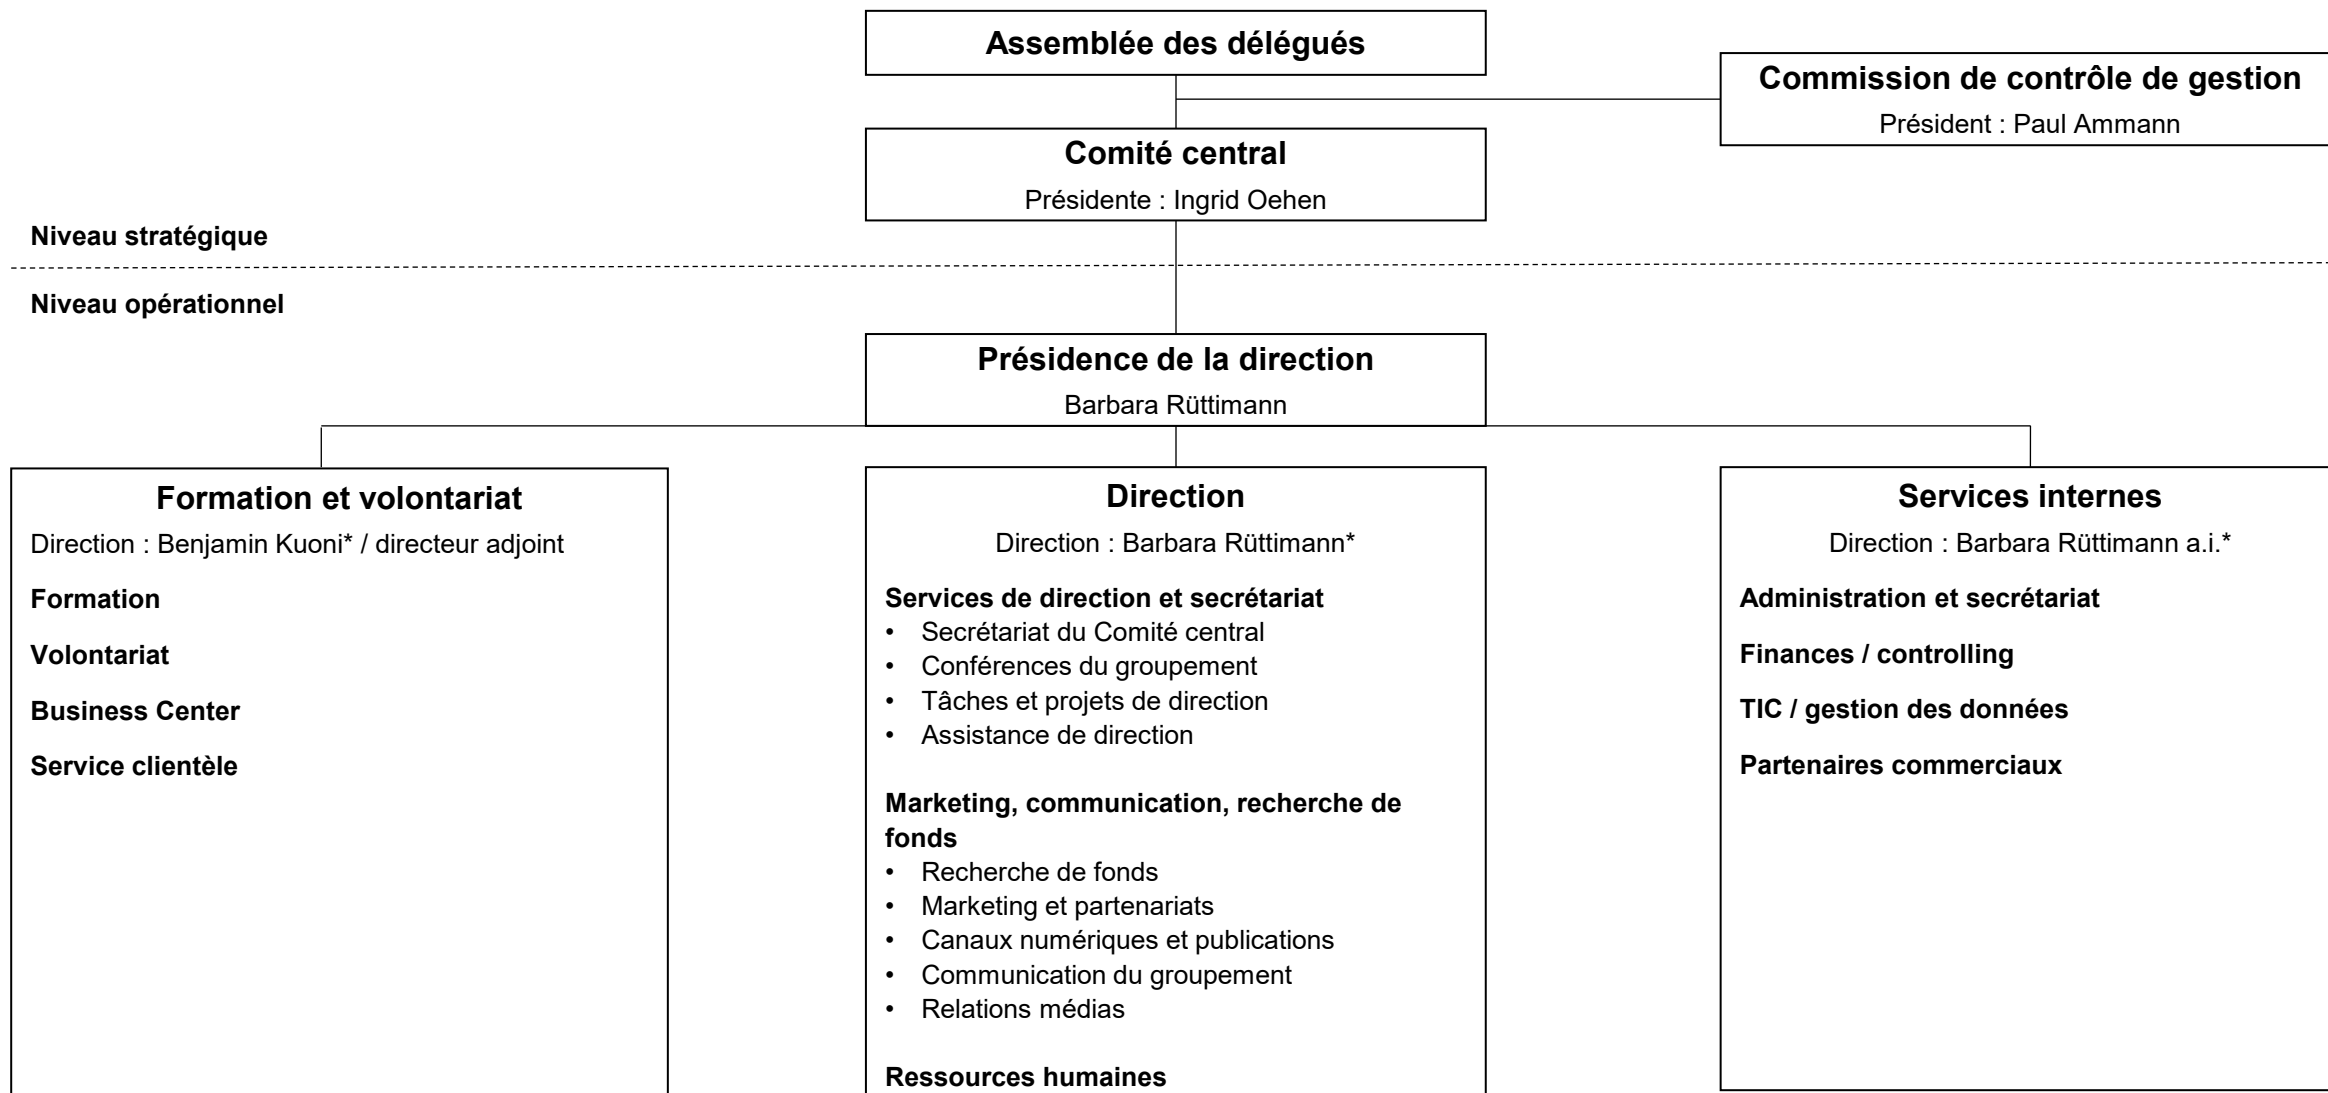 Assemblée des délégués
Commission de contrôle de gestion
Président : Paul Ammann
Comité central
Présidente : Ingrid Oehen
Niveau stratégique
Niveau opérationnel
Présidence de la direction
Barbara Rüttimann
Formation et volontariat
Direction : Benjamin Kuoni* / directeur adjoint
Formation
Volontariat
Business Center
Service clientèle
Direction
Direction : Barbara Rüttimann*
Services de direction et secrétariat
• Secrétariat du Comité central
• Conférences du groupement
• Tâches et projets de direction
• Assistance de direction
Marketing, communication, recherche de
fonds
• Recherche de fonds
• Marketing et partenariats
• Canaux numériques et publications
• Communication du groupement
• Relations médias
Ressources humaines
Services internes
Direction : Barbara Rüttimann a.i.*
Administration et secrétariat
Finances / controlling
TIC / gestion des données
Partenaires commerciaux